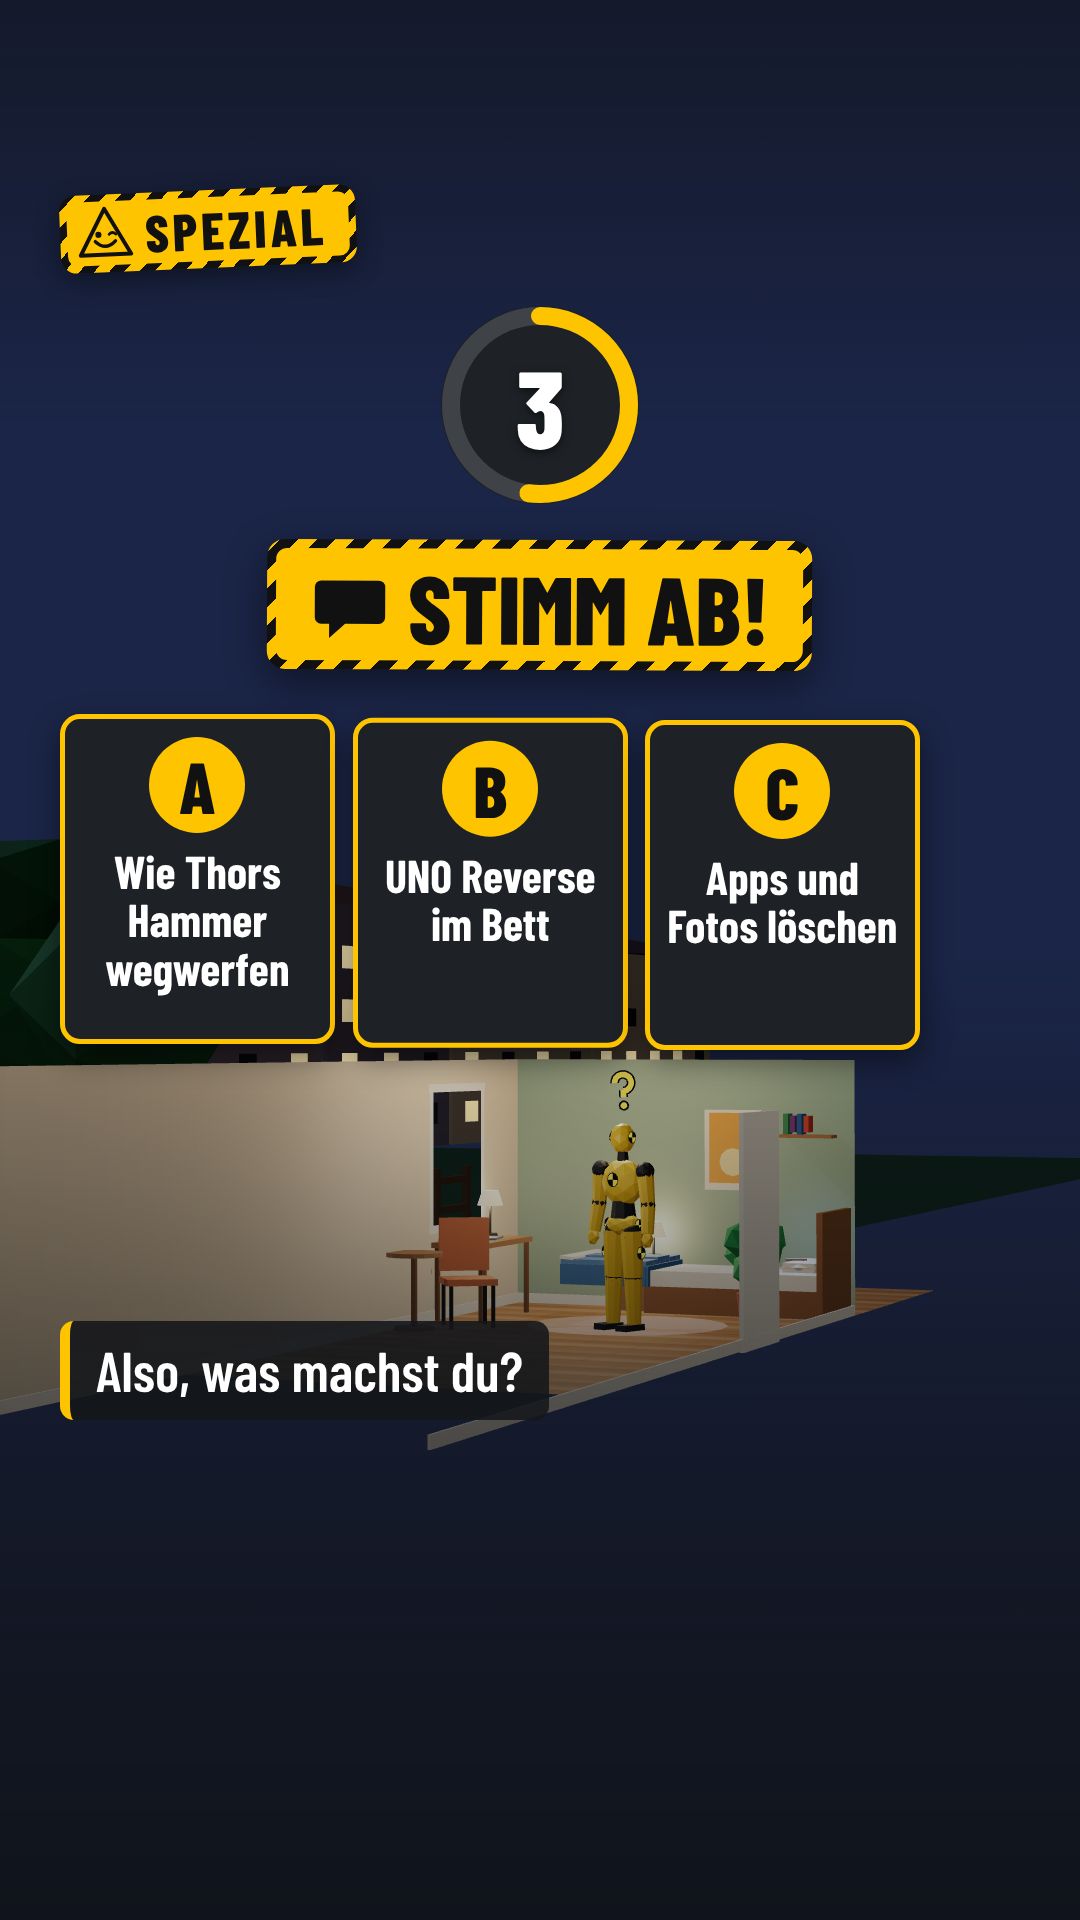 SPEZIAL
3
STIMM AB!
A
Wie Thors
Hammer
wegwerfen
B
UNO Reverse
im Bett
C
Apps und
Fotos löschen
?
Also, was machst du?